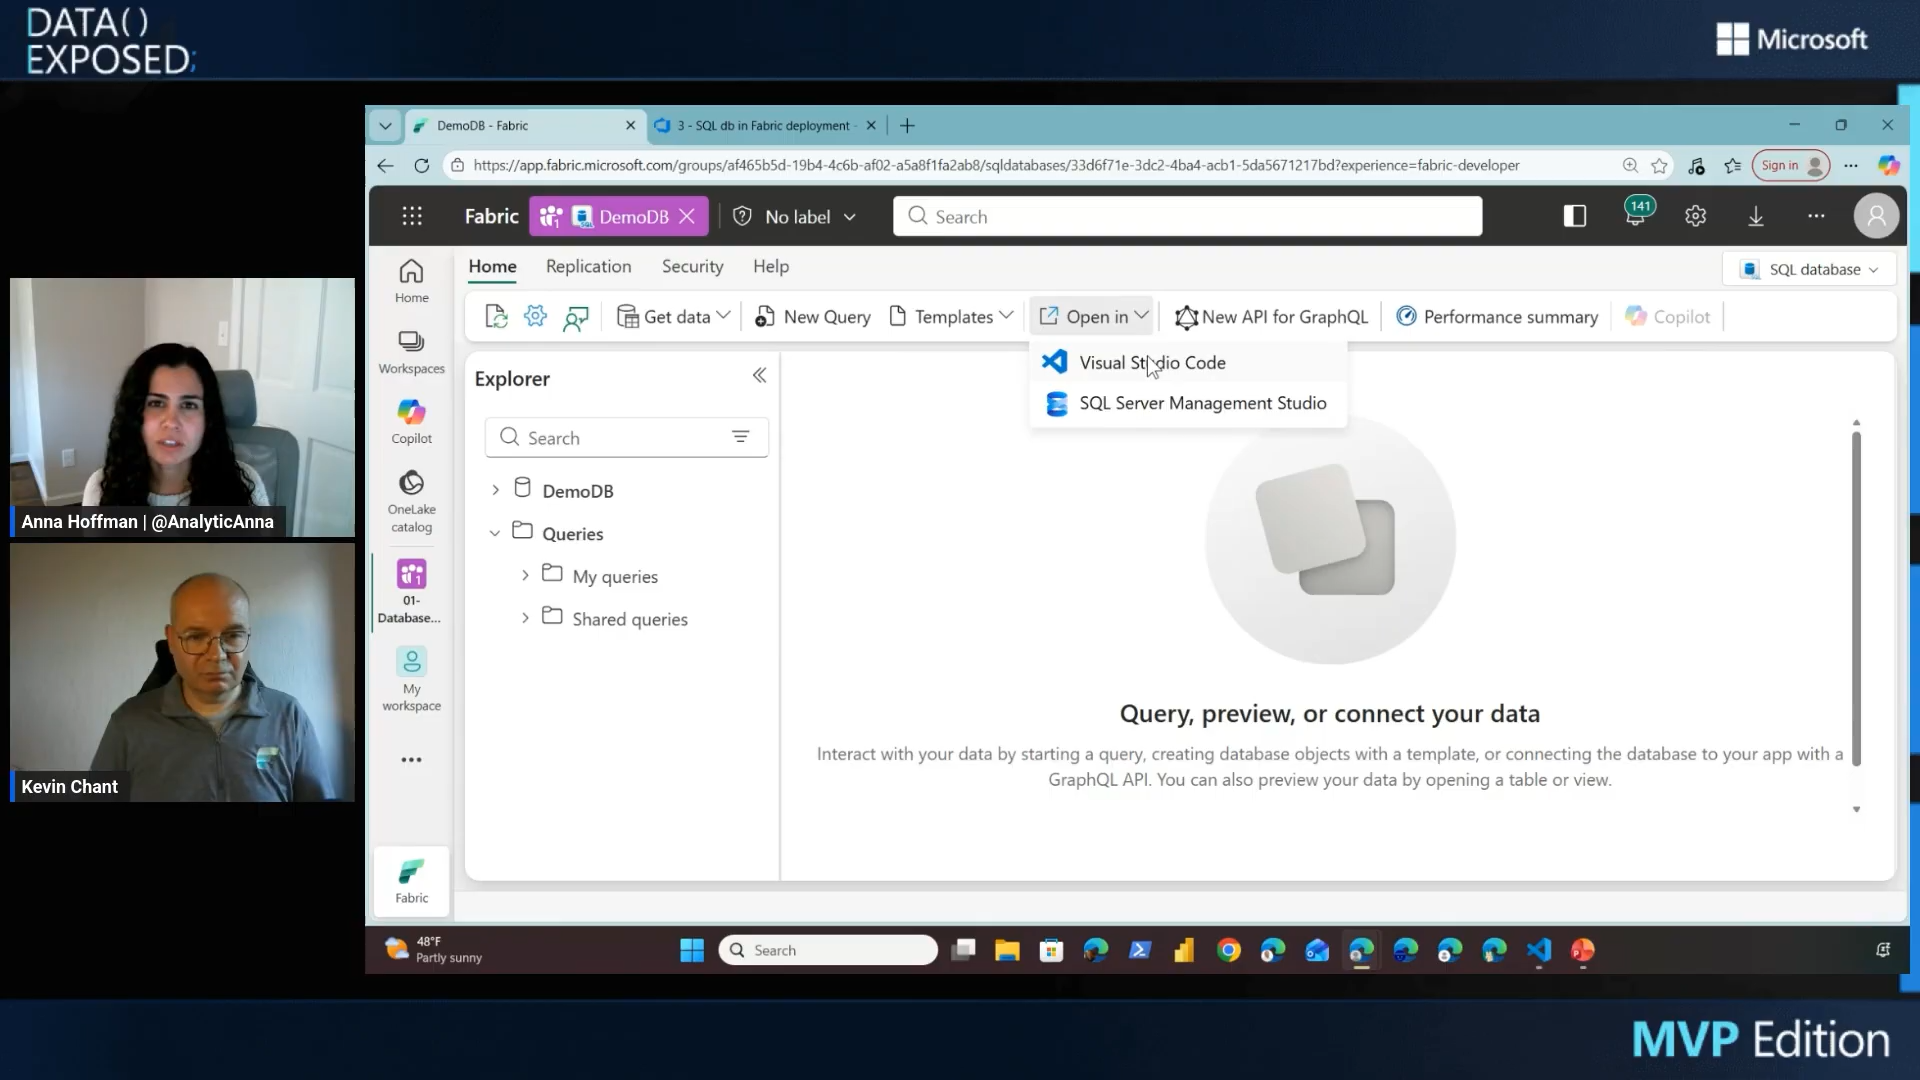 DATA()
EXPOSED;
Microsoft
DemoDB - Fabric
3 - SQL db in Fabric deployment -
https://app.fabric.microsoft.com/groups/af465b5d-19b4-4c6b-af02-a5a8f1fa2ab8/sqldatabases/33d6f71e-3dc2-4ba4-acb1-5da5671217bd?experience=fabric-developer
Sign in
Fabric
DemoDB
No label
Search
141
Home
Replication
Security
Help
SQL database
Get data
New Query
Templates
Open in
New API for GraphQL
Performance summary
Copilot
Visual Studio Code
SQL Server Management Studio
Home
Workspaces
Copilot
OneLake
catalog
01-
Database...
My
workspace
Fabric
Explorer
Search
DemoDB
Queries
My queries
Shared queries
Query, preview, or connect your data
Interact with your data by starting a query, creating database objects with a template, or connecting the database to your app with a
GraphQL API. You can also preview your data by opening a table or view.
Anna Hoffman | @AnalyticAnna
Kevin Chant
48°F
Partly sunny
Search
MVP Edition